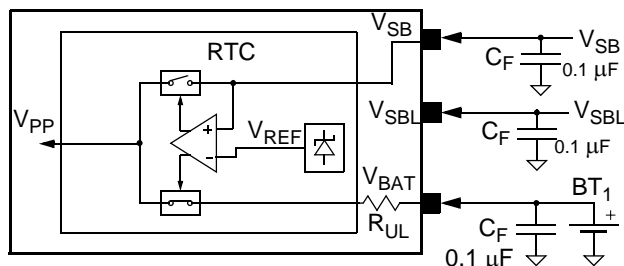 V_SB
RTC
V_SB
C_F 0.1 µF
V_PP
+
V_SBL
V_SBL
-
V_REF
C_F 0.1 µF
V_BAT
BT_1
R_UL
C_F
0.1 µF